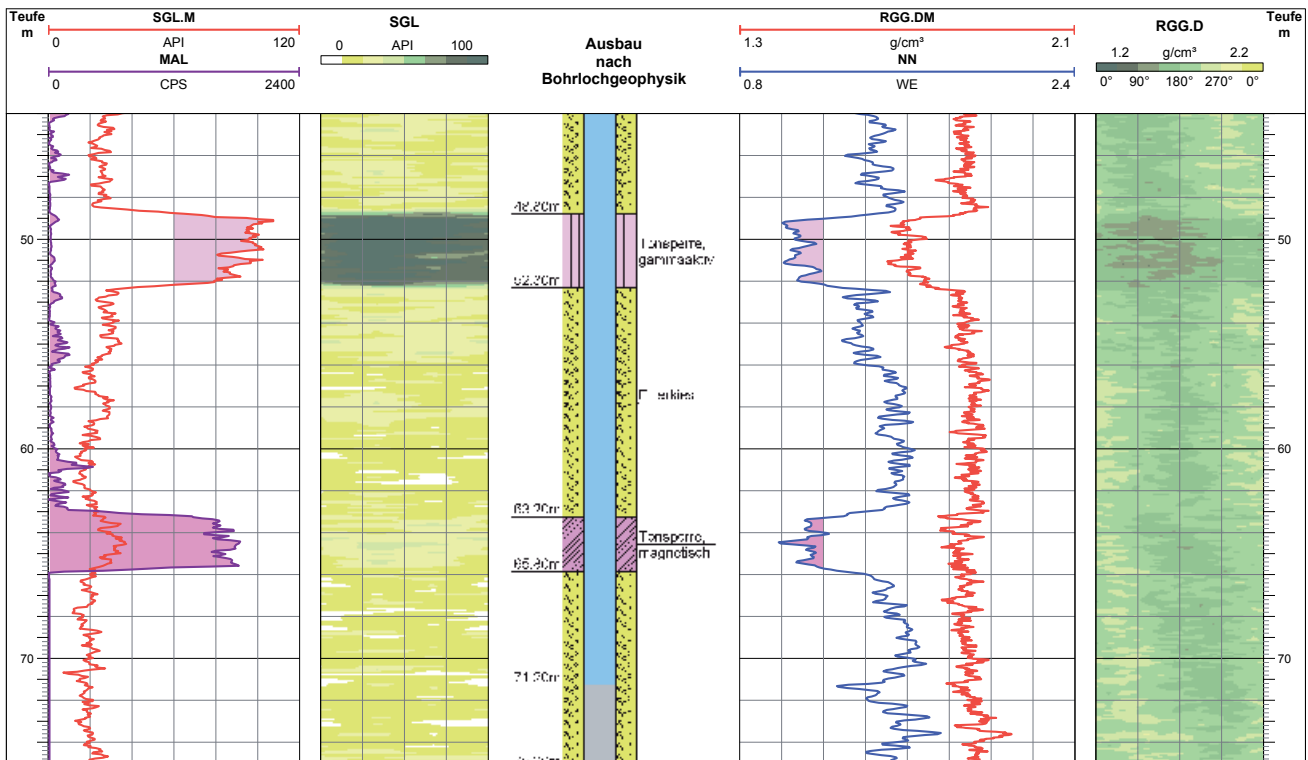 Teufe
m
SGL.M
0 API 120
MAL
0 CPS 2400
SGL
0 API 100
Ausbau
nach
Bohrlochgeophysik
RGG.DM
1.3 g/cm³ 2.1
NN
0.8 WE 2.4
RGG.D
1.2 g/cm³ 2.2
0° 90° 180° 270° 0°
Teufe
m
50
60
70
48.80m
Tonsperre,
gammaaktiv
52.30m
63.20m
Tonsperre,
magnetisch
71.20m
50
60
70